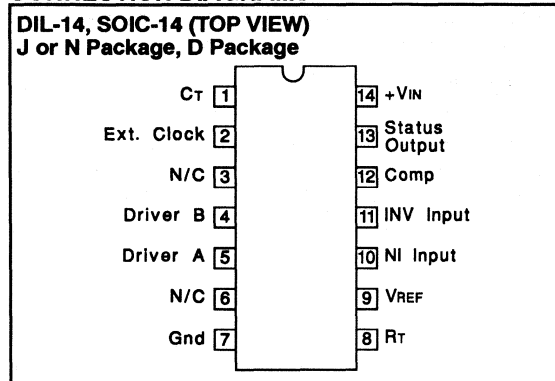 DIL-14, SOIC-14 (TOP VIEW)
J or N Package, D Package
CT 1
Ext. Clock 2
N/C 3
Driver B 4
Driver A 5
N/C 6
Gnd 7
14 +VIN
13 Status Output
12 Comp
11 INV Input
10 NI Input
9 VREF
8 RT